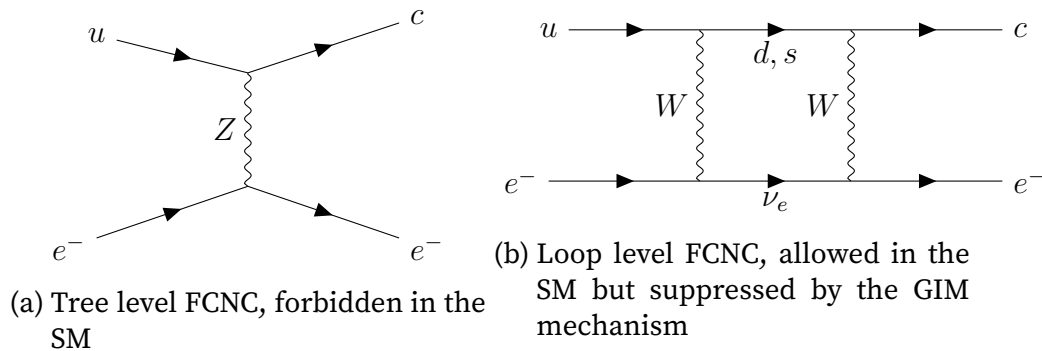 u
c
Z
e⁻
e⁻
(a) Tree level FCNC, forbidden in the
SM
u
c
d, s
W
W
e⁻
e⁻
ν_e
(b) Loop level FCNC, allowed in the
SM but suppressed by the GIM
mechanism